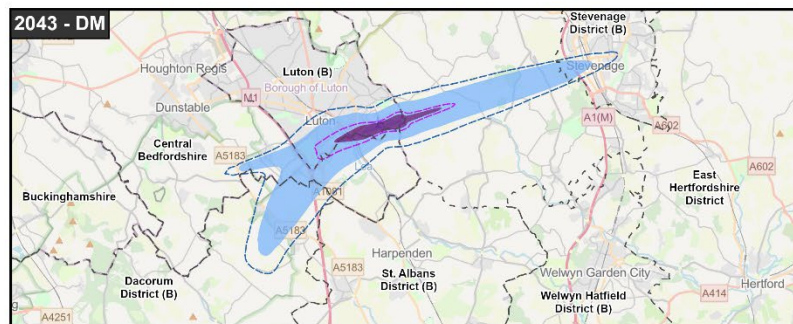 2043 - DM
Stevenage
District (B)
Houghton Regis
Luton (B)
Borough of Luton
Stevenage
Dunstable
M1
Luton
A1(M)
A602
Central
Bedfordshire
A5183
Lea
East
Hertfordshire
District
A602
Buckinghamshire
A1081
A5183
Harpenden
Dacorum
District (B)
A5183
St. Albans
District (B)
Welwyn Garden City
Welwyn Hatfield
District (B)
Hertford
A414
A4251